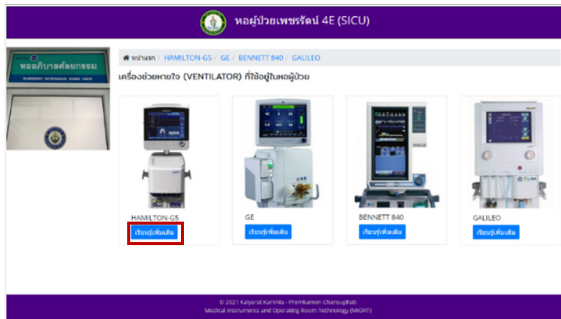 หอผู้ป่วยเพชรรัตน์ 4E (SICU)
หออภิบาลศัลยกรรม
SURGERY INTENSIVE CARE UNIT
หน้าแรก / HAMILTON-G5 / GE / BENNETT 840 / GALILEO
เครื่องช่วยหายใจ (VENTILATOR) ที่ใช้อยู่ในหอผู้ป่วย
HAMILTON-G5
เรียนรู้เพิ่มเติม
GE
เรียนรู้เพิ่มเติม
BENNETT 840
เรียนรู้เพิ่มเติม
GALILEO
เรียนรู้เพิ่มเติม
© 2021 Kalyarat Karinta - Premkamon Chansuphab
Medical Instruments and Operating Room Technology (MIORT)